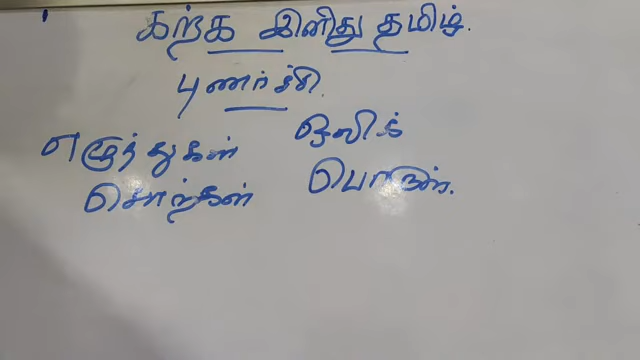 கற்க இனிது தமிழ்.
புணர்ச்சி.
எழுத்துகள் ஒலிக்
சொற்கள் பொருள்.